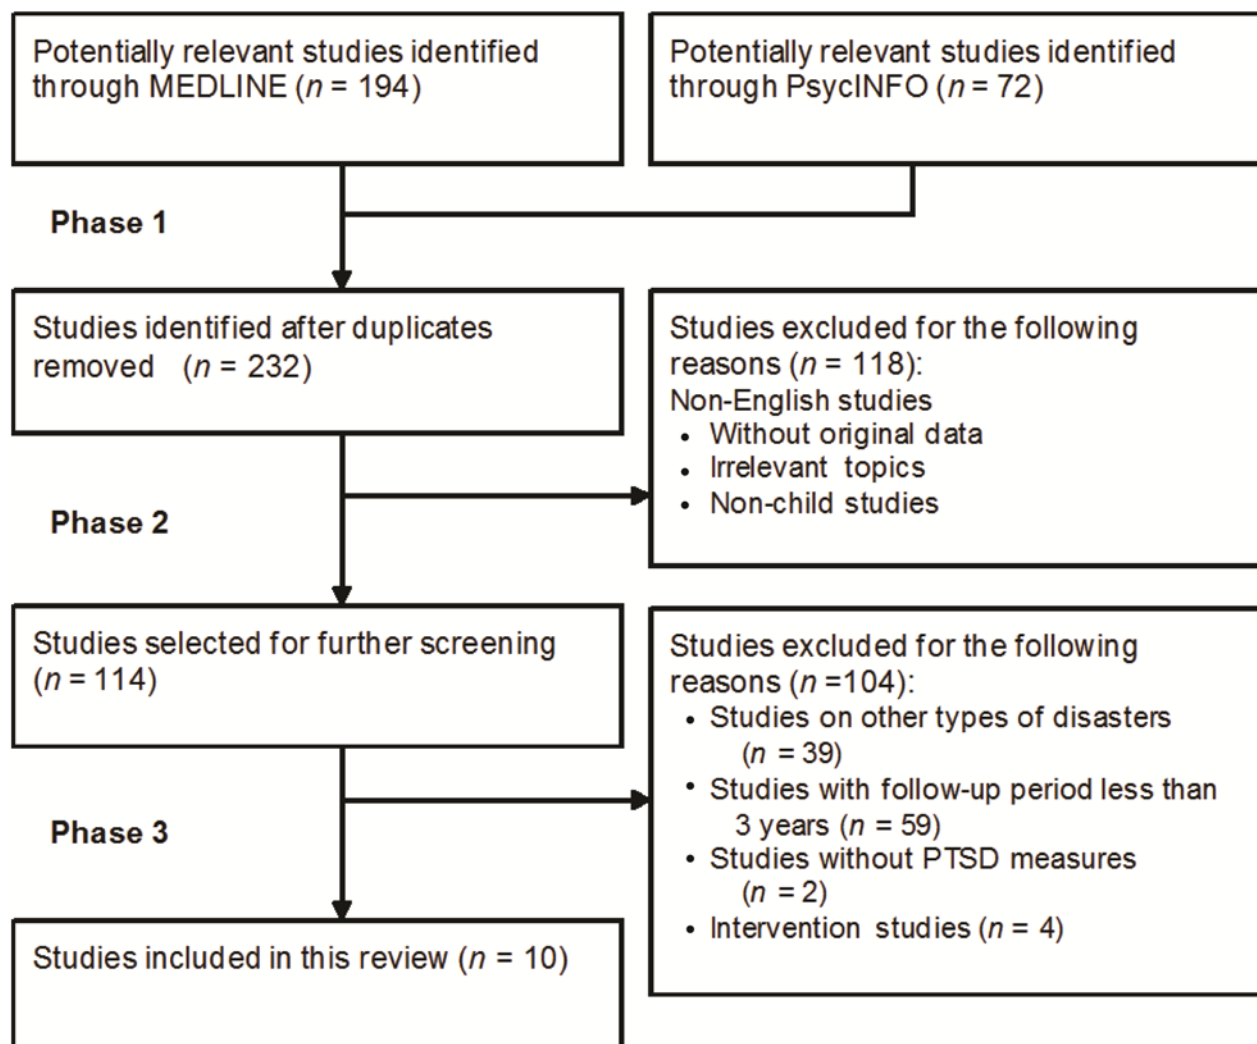 Potentially relevant studies identified
through MEDLINE (n = 194)
Potentially relevant studies identified
through PsycINFO (n = 72)
Phase 1
Studies identified after duplicates
removed (n = 232)
Studies excluded for the following
reasons (n = 118):
Non-English studies
• Without original data
• Irrelevant topics
• Non-child studies
Phase 2
Studies selected for further screening
(n = 114)
Studies excluded for the following
reasons (n =104):
• Studies on other types of disasters
(n = 39)
• Studies with follow-up period less than
3 years (n = 59)
• Studies without PTSD measures
(n = 2)
• Intervention studies (n = 4)
Phase 3
Studies included in this review (n = 10)